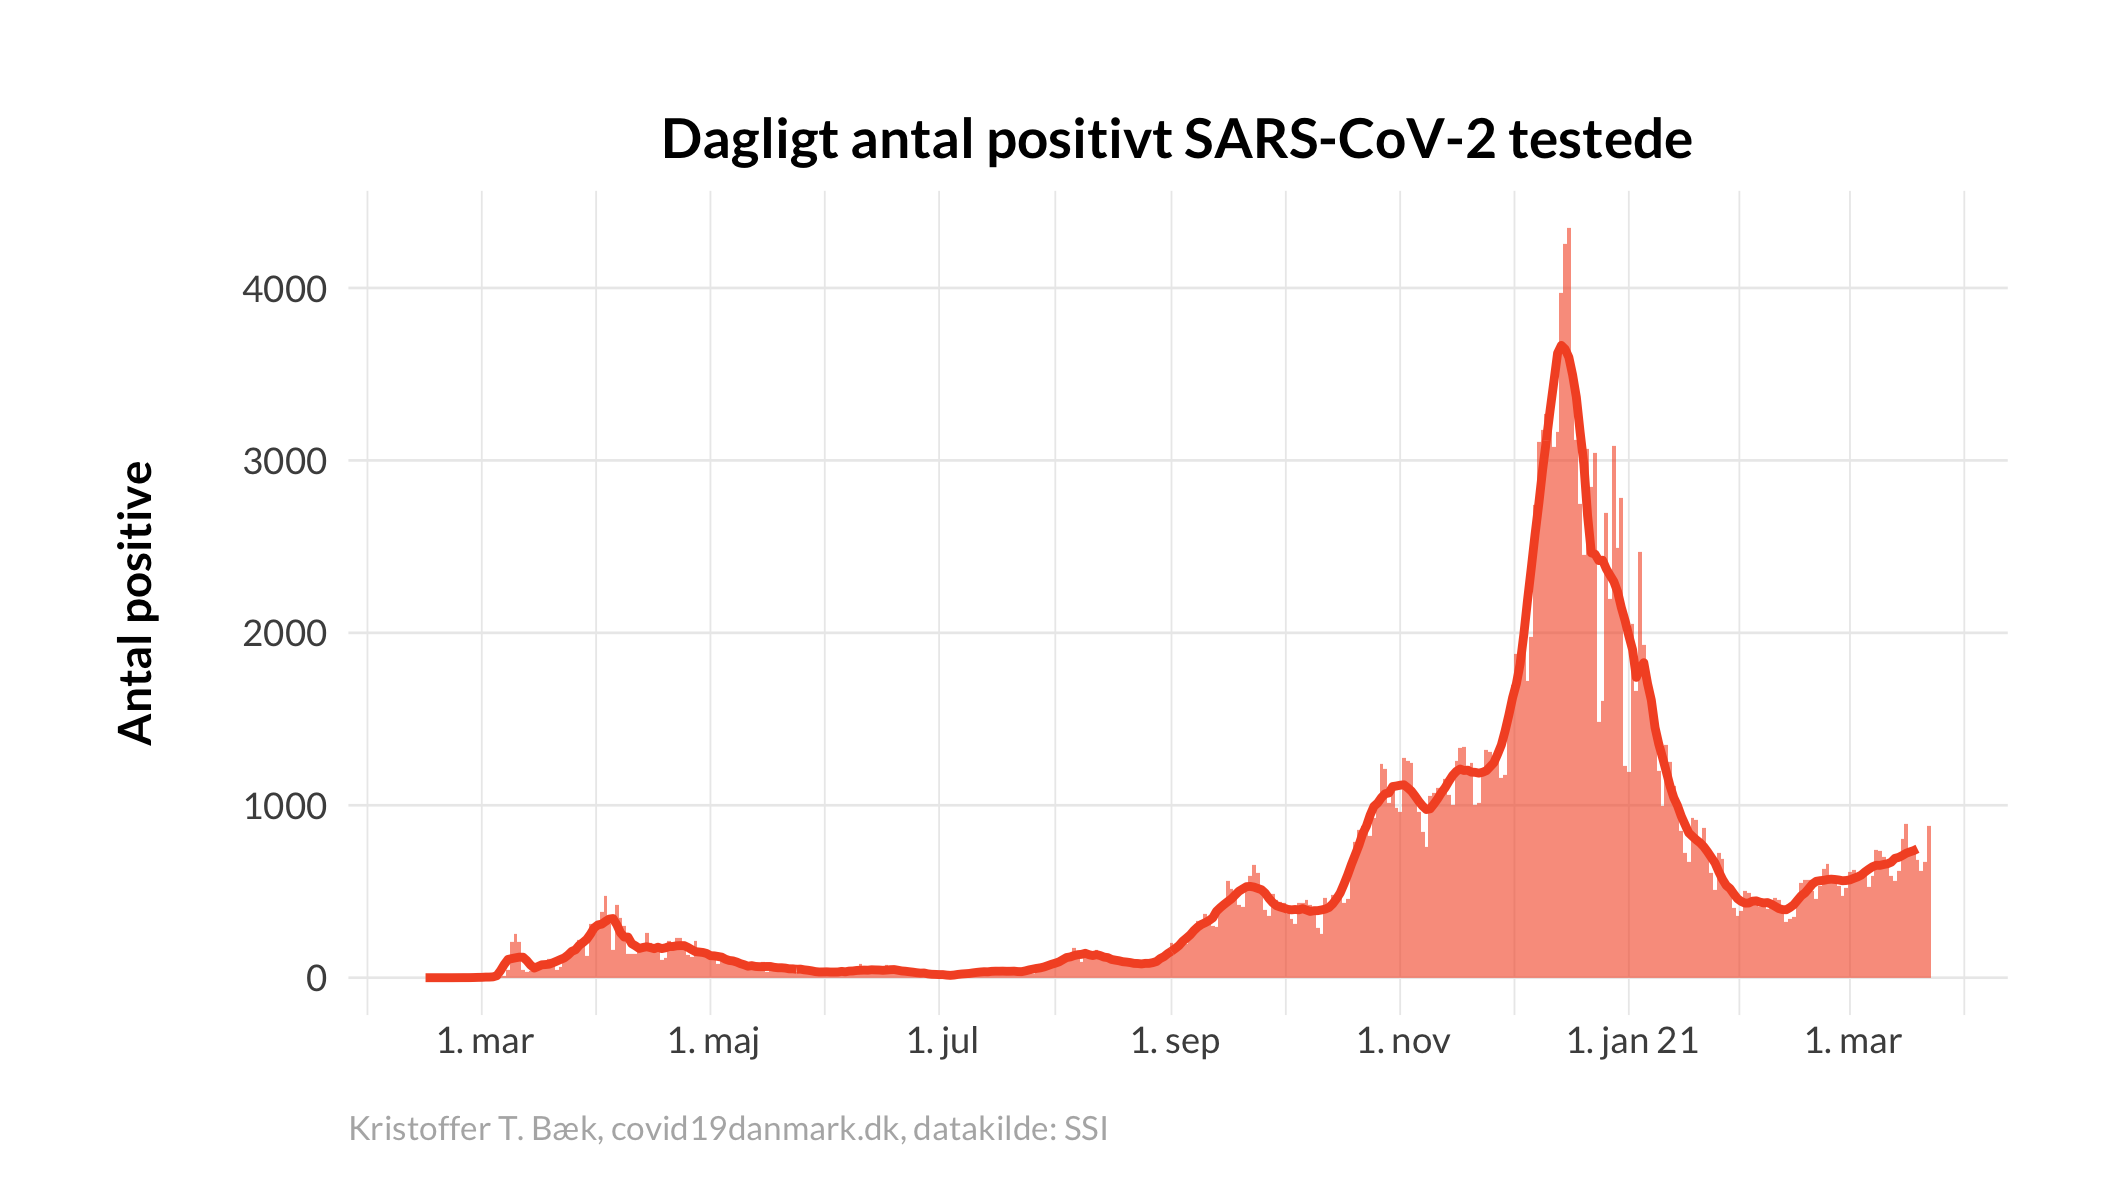 Dagligt antal positivt SARS-CoV-2 testede
Antal positive
4000
3000
2000
1000
0
1. mar
1. maj
1. jul
1. sep
1. nov
1. jan 21
1. mar
Kristoffer T. Bæk, covid19danmark.dk, datakilde: SSI